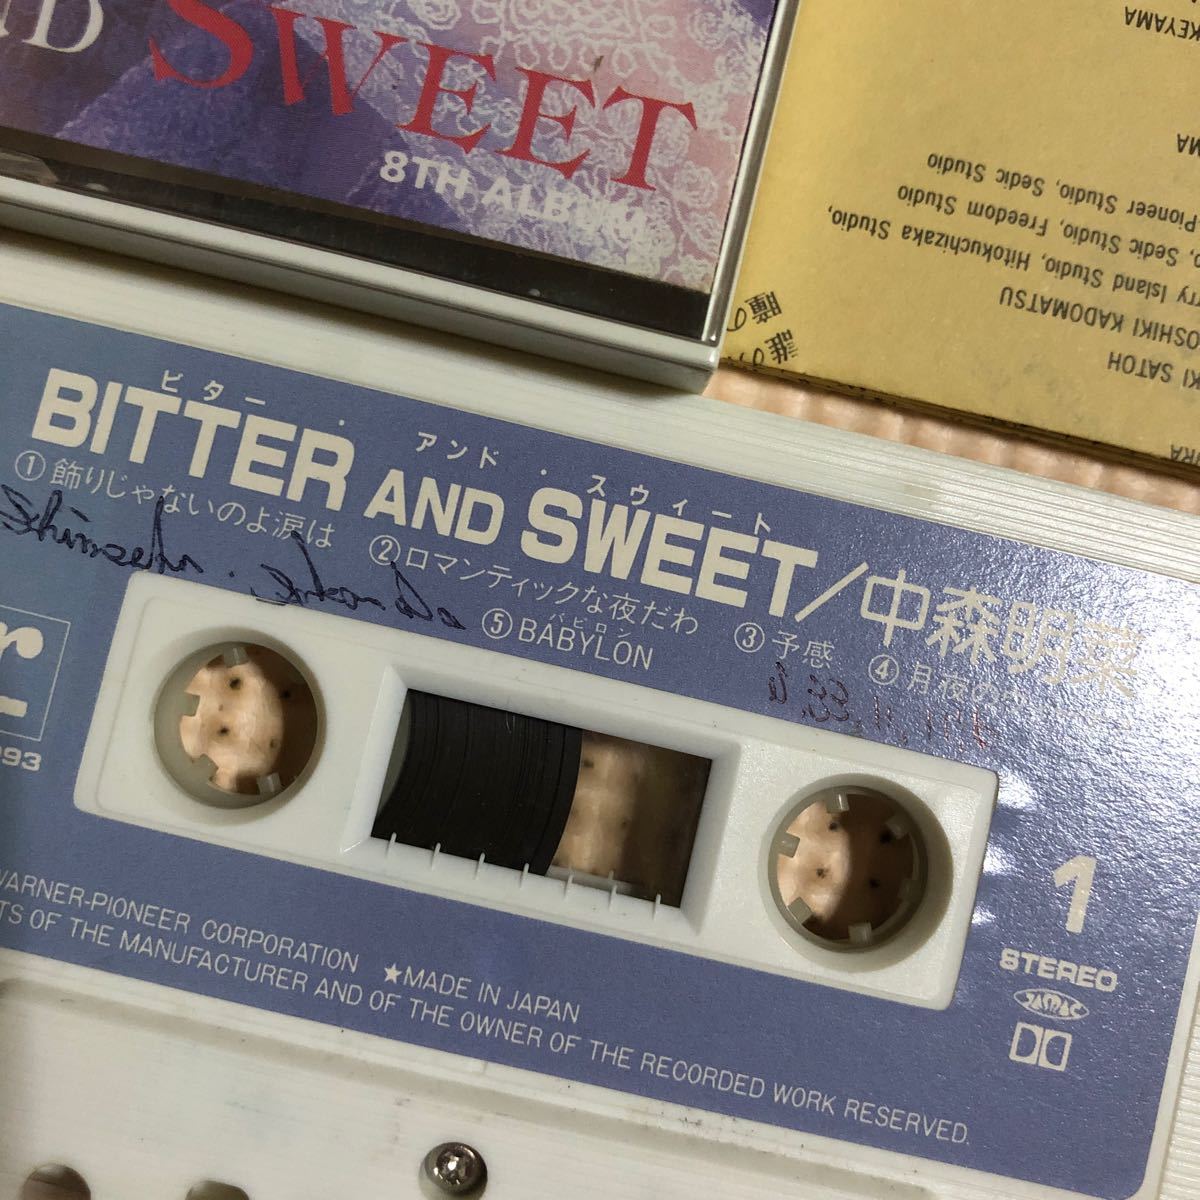 SWEET
8TH ALBUM
KEYAMA
Pioneer Studio, Sedic Studio
Sedic Studio, Freedom Studio
rry Island Studio, Hitokuchizaka Studio,
OSHIKI KADOMATSU
KI SATOH
ビター・アンド・スウィート
BITTER AND SWEET/中森明菜
①飾りじゃないのよ涙は ②ロマンティックな夜だわ ③予感 ④月夜の
バビロン
⑤BABYLON
293
1
STEREO
WARNER-PIONEER CORPORATION ★MADE IN JAPAN
TS OF THE MANUFACTURER AND OF THE OWNER OF THE RECORDED WORK RESERVED.